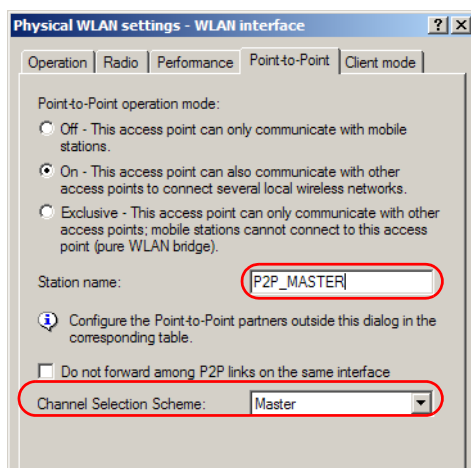 Physical WLAN settings - WLAN interface
Operation Radio Performance Point-to-Point Client mode
Point-to-Point operation mode:
Off - This access point can only communicate with mobile
stations.
On - This access point can also communicate with other
access points to connect several local wireless networks.
Exclusive - This access point can only communicate with other
access points; mobile stations cannot connect to this access
point (pure WLAN bridge).
Station name: P2P_MASTER
Configure the Point-to-Point partners outside this dialog in the
corresponding table.
Do not forward among P2P links on the same interface
Channel Selection Scheme: Master